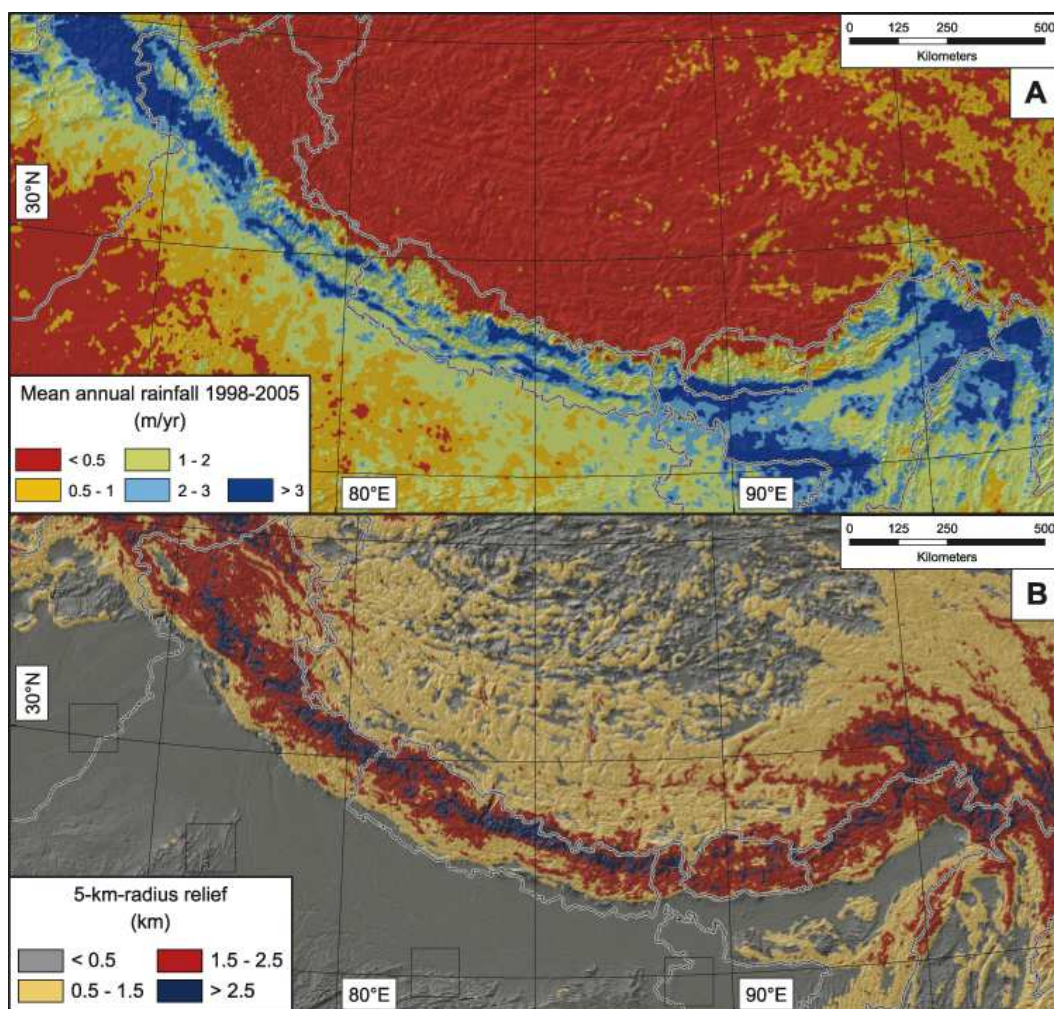 0 125 250 500
Kilometers
A
30°N
Mean annual rainfall 1998-2005
(m/yr)
< 0.5 1 - 2
0.5 - 1 2 - 3 > 3
80°E
90°E
0 125 250 500
Kilometers
B
30°N
5-km-radius relief
(km)
< 0.5 1.5 - 2.5
0.5 - 1.5 > 2.5
80°E
90°E